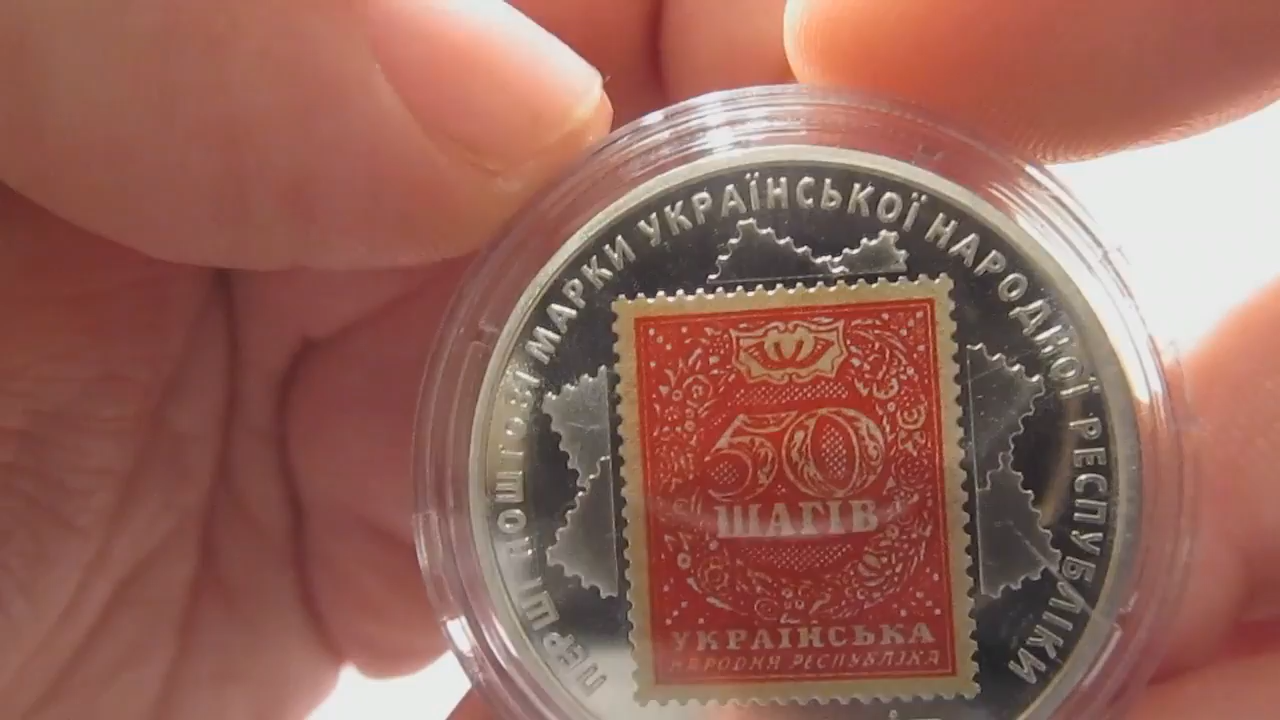 ПЕРШІ ПОШТОВІ МАРКИ УКРАЇНСЬКОЇ НАРОДНОЇ РЕСПУБЛІКИ
50
ШАГІВ
УКРАЇНСЬКА
НАРОДНЯ РЕСПУБЛІКА